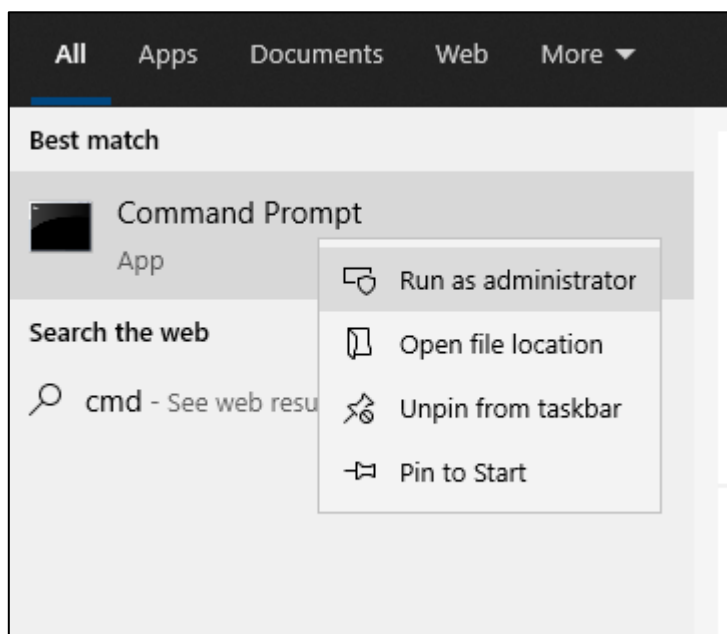 All Apps Documents Web More
Best match
Command Prompt
App
Run as administrator
Open file location
Unpin from taskbar
Pin to Start
Search the web
cmd - See web resu